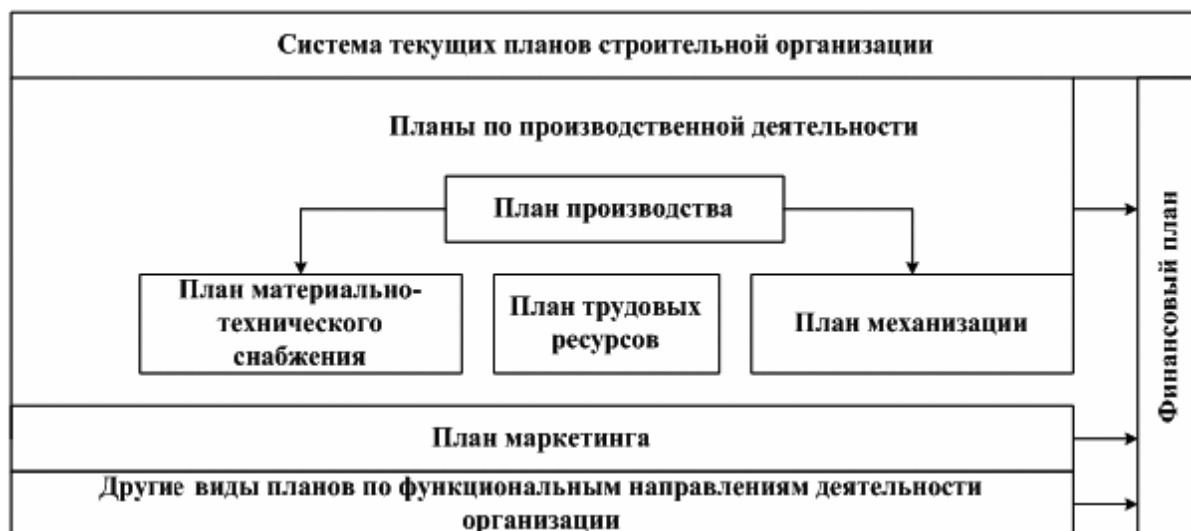 Система текущих планов строительной организации
Планы по производственной деятельности
План производства
План материально-
технического
снабжения
План трудовых
ресурсов
План механизации
Финансовый план
План маркетинга
Другие виды планов по функциональным направлениям деятельности
организации